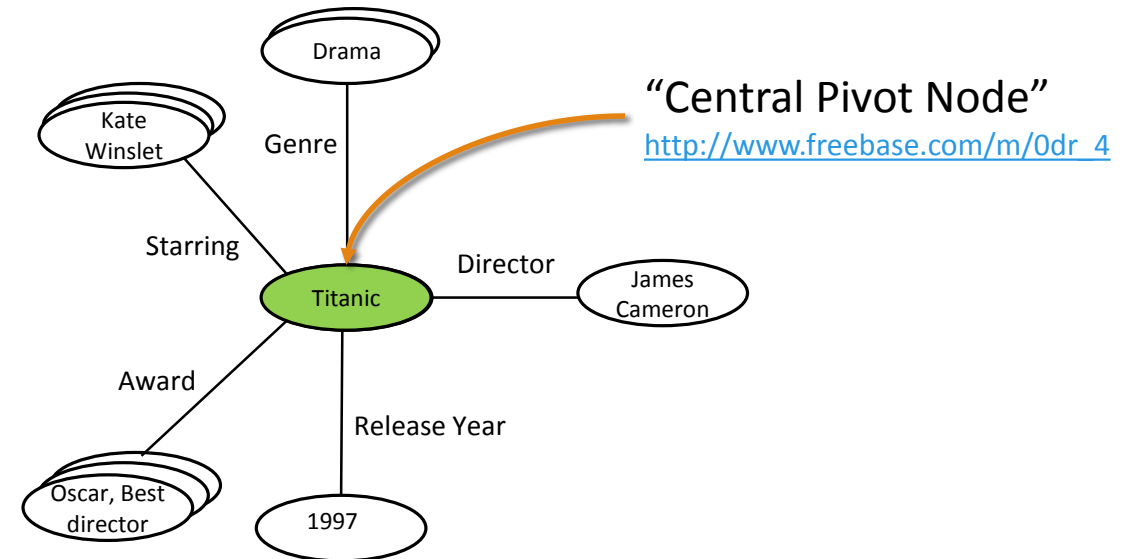 Drama
“Central Pivot Node”
http://www.freebase.com/m/0dr_4
Kate
Winslet
Genre
Starring
Director
Titanic
James
Cameron
Award
Release Year
Oscar, Best
director
1997